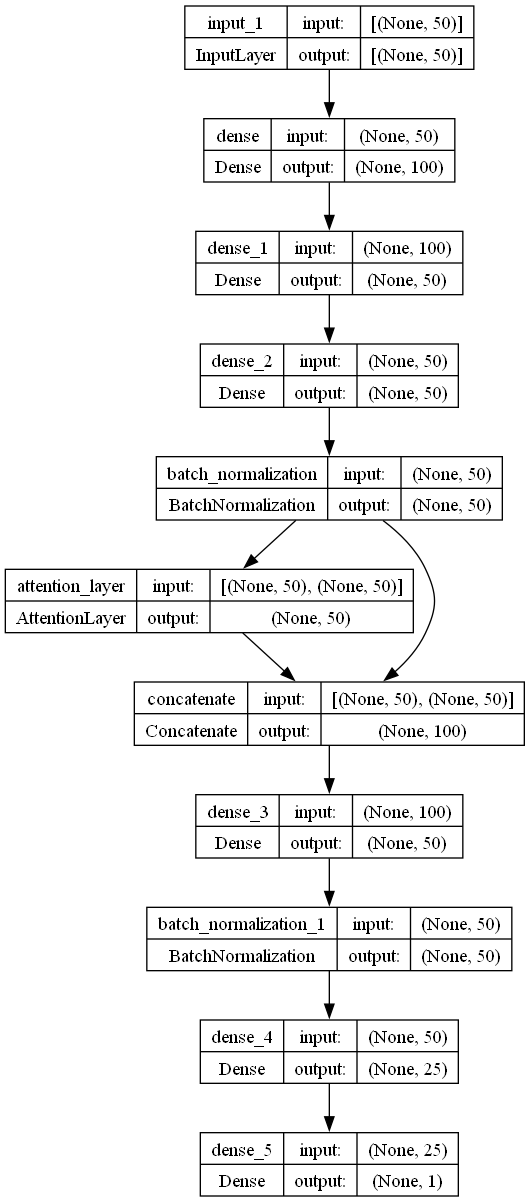 input_1 input: [(None, 50)]
InputLayer output: [(None, 50)]
dense input: (None, 50)
Dense output: (None, 100)
dense_1 input: (None, 100)
Dense output: (None, 50)
dense_2 input: (None, 50)
Dense output: (None, 50)
batch_normalization input: (None, 50)
BatchNormalization output: (None, 50)
attention_layer input: [(None, 50), (None, 50)]
AttentionLayer output: (None, 50)
concatenate input: [(None, 50), (None, 50)]
Concatenate output: (None, 100)
dense_3 input: (None, 100)
Dense output: (None, 50)
batch_normalization_1 input: (None, 50)
BatchNormalization output: (None, 50)
dense_4 input: (None, 50)
Dense output: (None, 25)
dense_5 input: (None, 25)
Dense output: (None, 1)